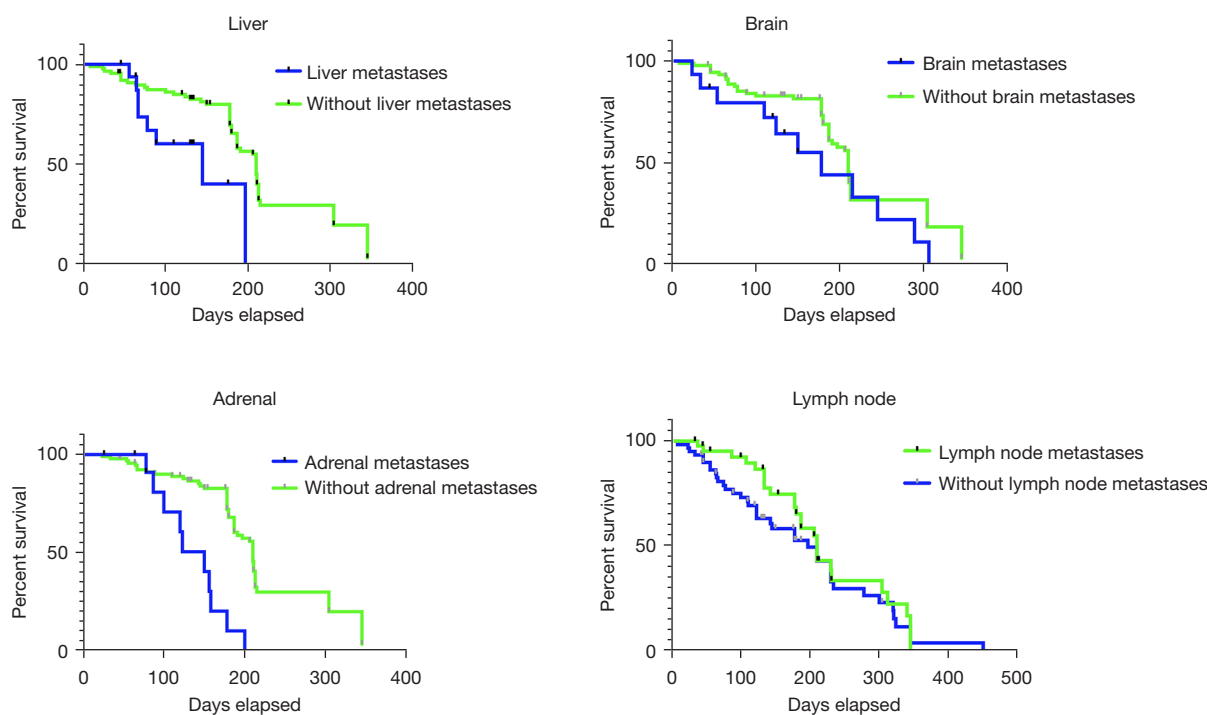 Liver
Percent survival
100
50
0
Liver metastases
Without liver metastases
0 100 200 300 400
Days elapsed
Brain
Percent survival
100
50
0
Brain metastases
Without brain metastases
0 100 200 300 400
Days elapsed
Adrenal
Percent survival
100
50
0
Adrenal metastases
Without adrenal metastases
0 100 200 300 400
Days elapsed
Lymph node
Percent survival
100
50
0
Lymph node metastases
Without lymph node metastases
0 100 200 300 400 500
Days elapsed